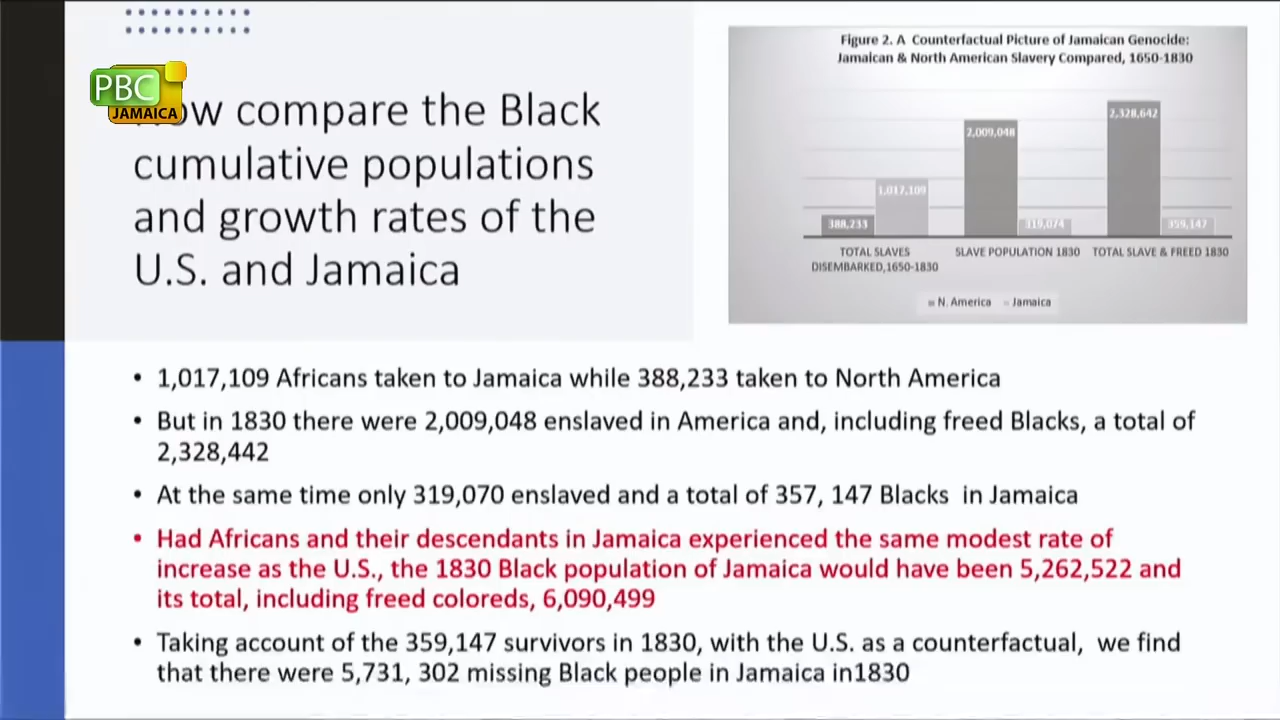 PBC
JAMAICA
ow compare the Black
cumulative populations
and growth rates of the
U.S. and Jamaica
Figure 2. A Counterfactual Picture of Jamaican Genocide:
Jamaican & North American Slavery Compared, 1650-1830
2,328,642
2,009,048
1,017,109
388,233
319,074
359,147
TOTAL SLAVES
DISEMBARKED,1650-1830
SLAVE POPULATION 1830
TOTAL SLAVE & FREED 1830
N. America
Jamaica
• 1,017,109 Africans taken to Jamaica while 388,233 taken to North America
• But in 1830 there were 2,009,048 enslaved in America and, including freed Blacks, a total of
2,328,442
• At the same time only 319,070 enslaved and a total of 357, 147 Blacks in Jamaica
• Had Africans and their descendants in Jamaica experienced the same modest rate of
increase as the U.S., the 1830 Black population of Jamaica would have been 5,262,522 and
its total, including freed coloreds, 6,090,499
• Taking account of the 359,147 survivors in 1830, with the U.S. as a counterfactual, we find
that there were 5,731, 302 missing Black people in Jamaica in1830